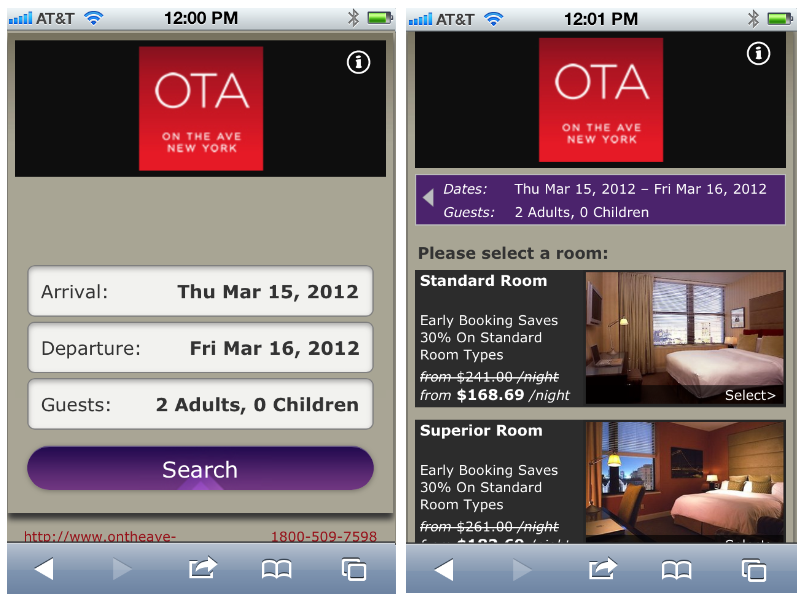 AT&T 12:00 PM
OTA
ON THE AVE
NEW YORK
Arrival: Thu Mar 15, 2012
Departure: Fri Mar 16, 2012
Guests: 2 Adults, 0 Children
Search
http://www.ontheave- 1800-509-7598
AT&T 12:01 PM
OTA
ON THE AVE
NEW YORK
Dates: Thu Mar 15, 2012 – Fri Mar 16, 2012
Guests: 2 Adults, 0 Children
Please select a room:
Standard Room
Early Booking Saves
30% On Standard
Room Types
from $241.00 /night
from $168.69 /night
Select>
Superior Room
Early Booking Saves
30% On Standard
Room Types
from $261.00 /night
from $182.69 /night
Select>